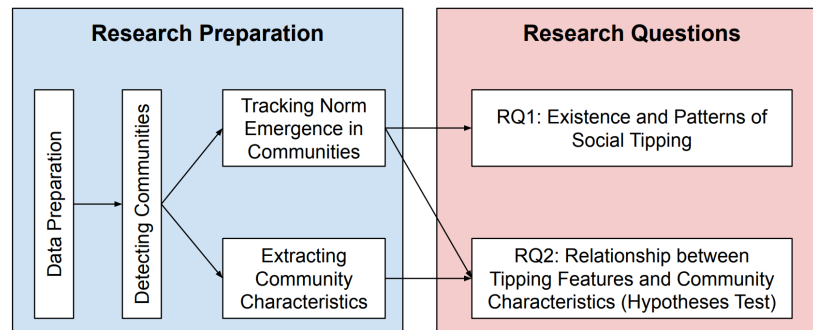 Research Preparation
Data Preparation
Detecting Communities
Tracking Norm
Emergence in
Communities
Extracting
Community
Characteristics
Research Questions
RQ1: Existence and Patterns of
Social Tipping
RQ2: Relationship between
Tipping Features and Community
Characteristics (Hypotheses Test)